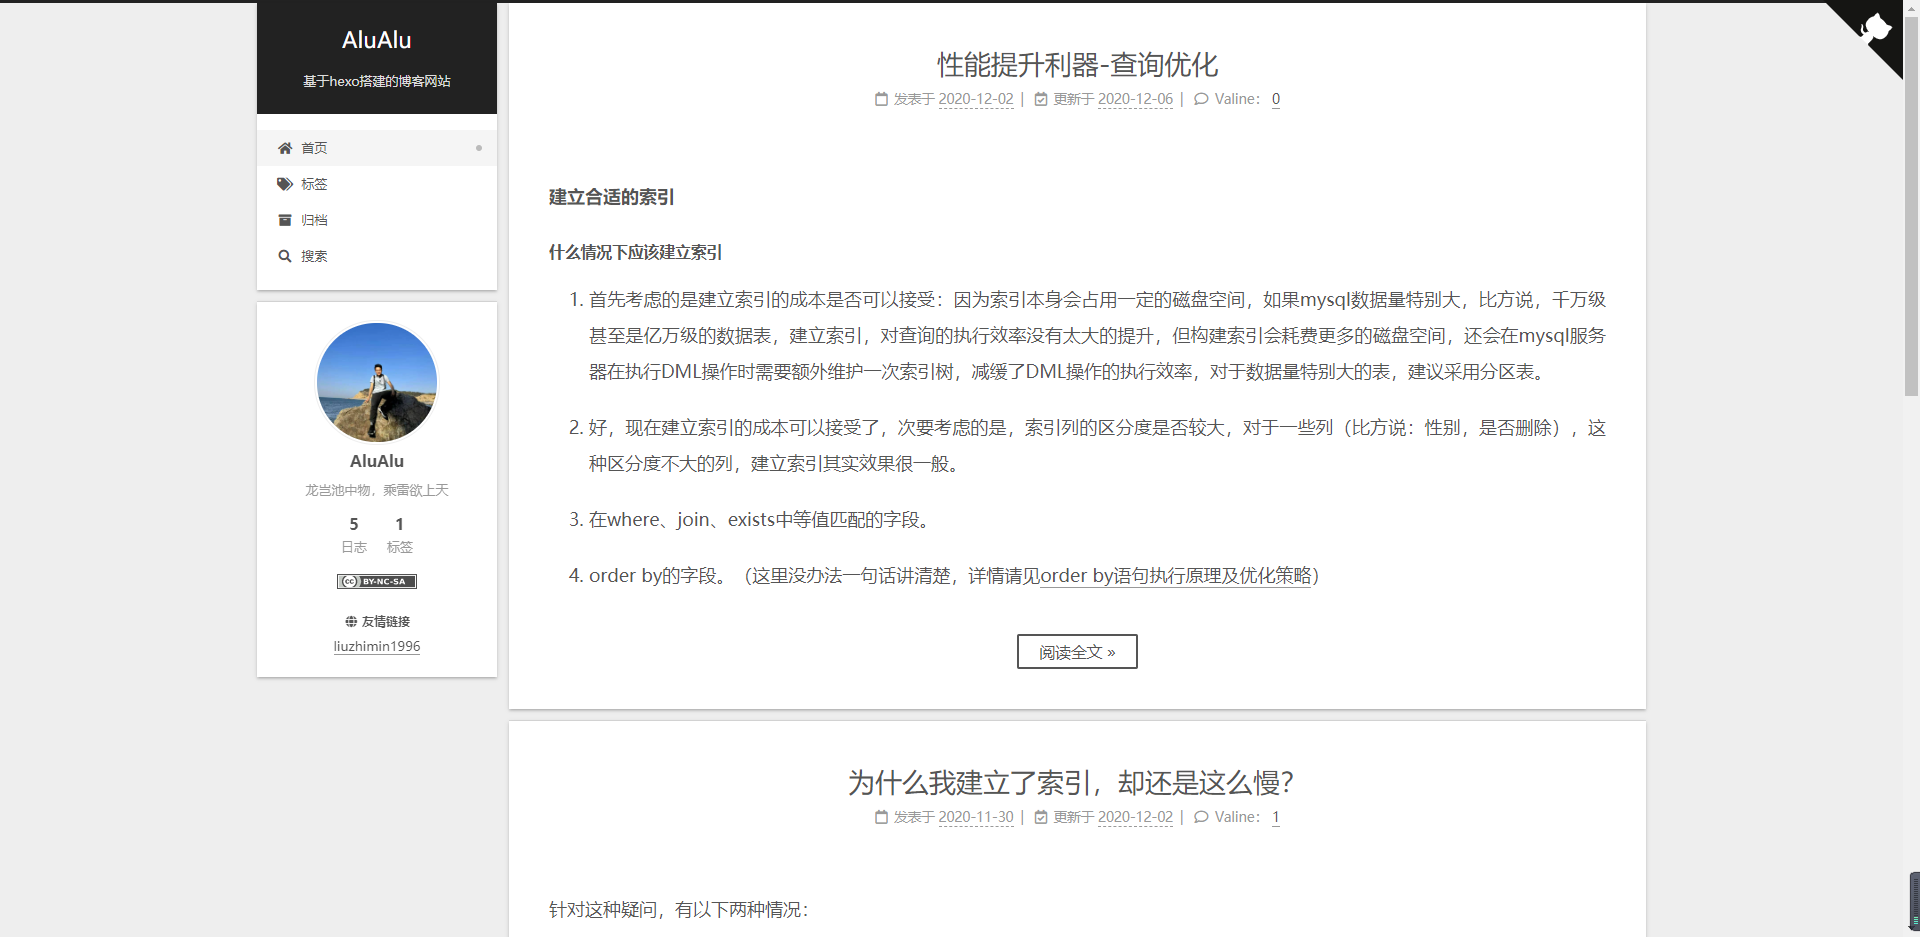 AluAlu
基于hexo搭建的博客网站
首页
标签
归档
搜索
AluAlu
龙岂池中物，乘雷欲上天
5 1
日志 标签
cc BY-NC-SA
友情链接
liuzhimin1996
性能提升利器-查询优化
发表于 2020-12-02 | 更新于 2020-12-06 | Valine： 0
建立合适的索引
什么情况下应该建立索引
1. 首先考虑的是建立索引的成本是否可以接受：因为索引本身会占用一定的磁盘空间，如果mysql数据量特别大，比方说，千万级
甚至是亿万级的数据表，建立索引，对查询的执行效率没有太大的提升，但构建索引会耗费更多的磁盘空间，还会在mysql服务
器在执行DML操作时需要额外维护一次索引树，减缓了DML操作的执行效率，对于数据量特别大的表，建议采用分区表。
2. 好，现在建立索引的成本可以接受了，次要考虑的是，索引列的区分度是否较大，对于一些列（比方说：性别，是否删除），这
种区分度不大的列，建立索引其实效果很一般。
3. 在where、join、exists中等值匹配的字段。
4. order by的字段。（这里没办法一句话讲清楚，详情请见order by语句执行原理及优化策略）
阅读全文 »
为什么我建立了索引，却还是这么慢？
发表于 2020-11-30 | 更新于 2020-12-02 | Valine： 1
针对这种疑问，有以下两种情况：